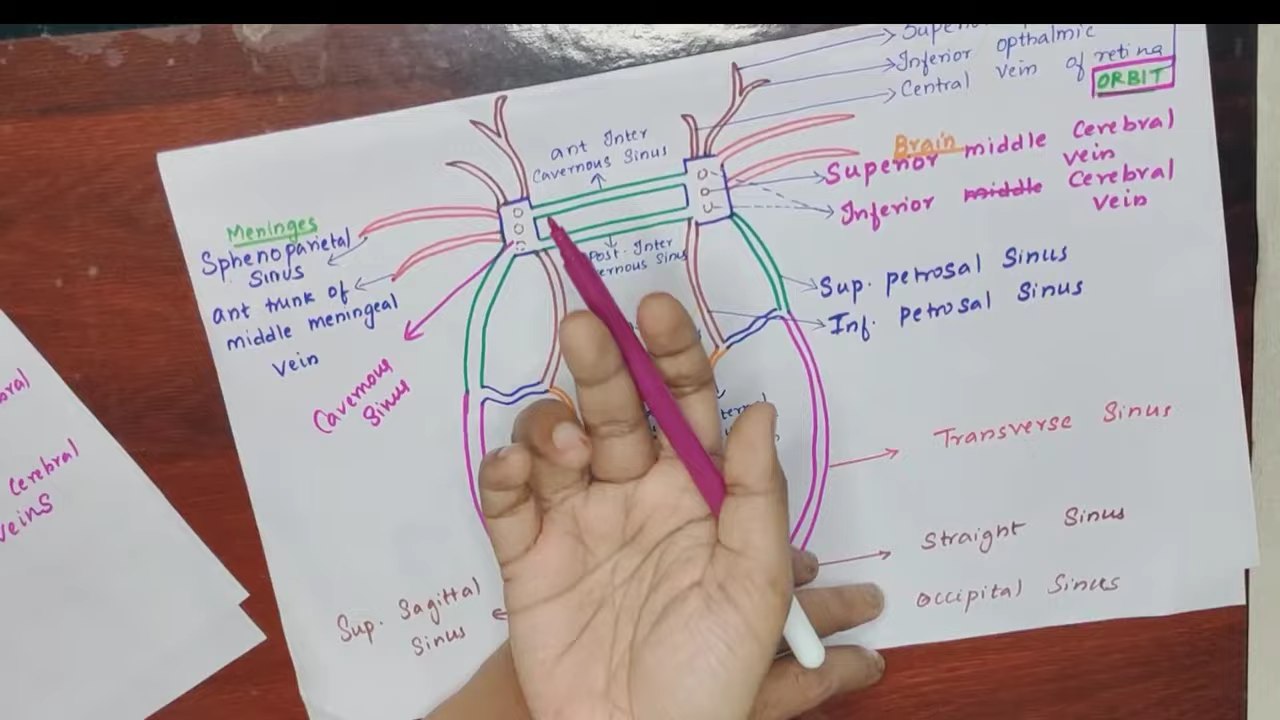 Inferior opthalmic
Central vein of retina
ORBIT
ant Inter
Cavernous Sinus
Brain
Superior middle Cerebral
vein
Inferior middle Cerebral
vein
Meninges
Sphenoparietal
Sinus
ant trunk of
middle meningeal
vein
Post. Inter
Sinus
Sup. petrosal Sinus
Inf. petrosal Sinus
Cavernous
Sinus
Transverse Sinus
Straight Sinus
Occipital Sinus
Sup. Sagittal
Sinus
Cerebral
veins